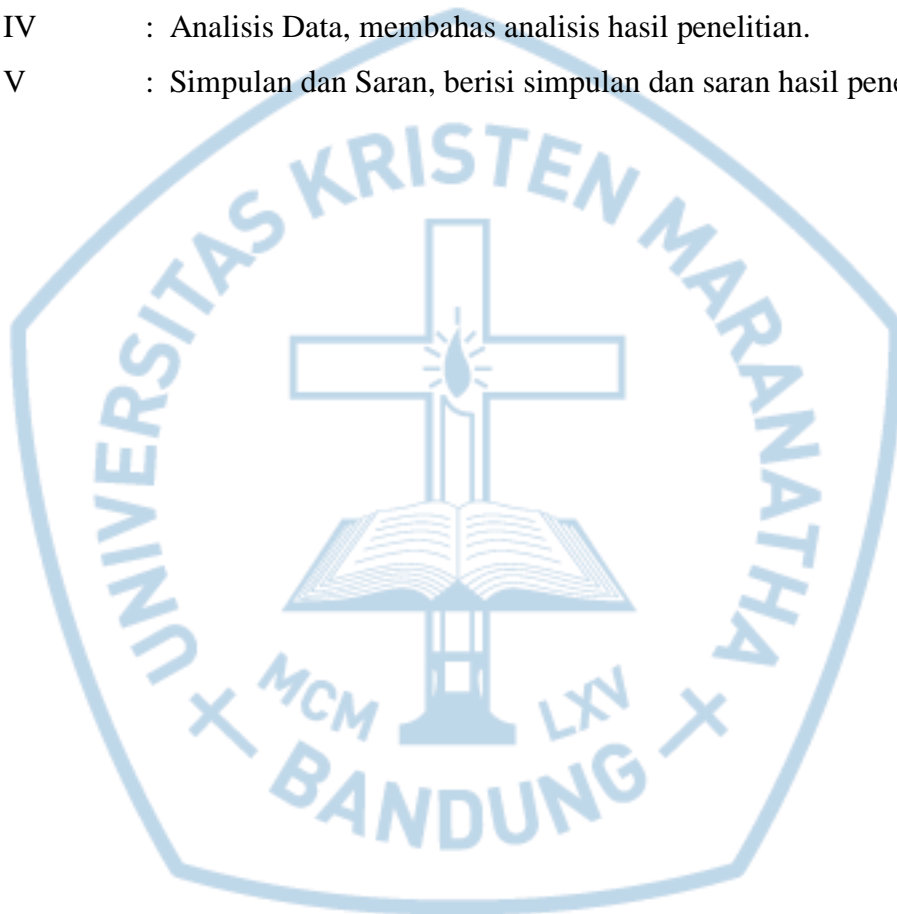 IV : Analisis Data, membahas analisis hasil penelitian.
V : Simpulan dan Saran, berisi simpulan dan saran hasil
UNIVERSITAS KRISTEN MARANATHA
MCM LXV
+ BANDUNG +